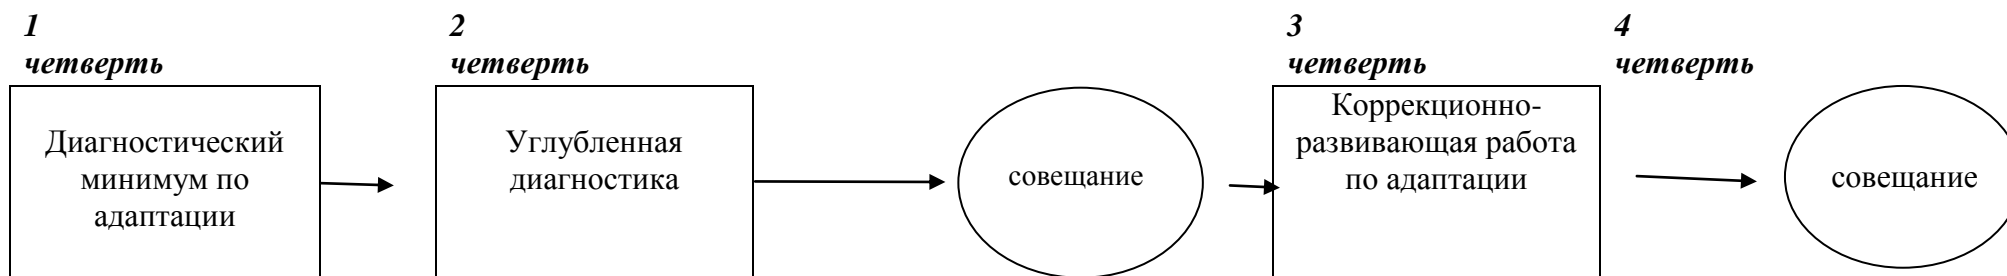 1
четверть
2
четверть
3
четверть
4
четверть
Диагностический
минимум по
адаптации
Углубленная
диагностика
совещание
Коррекционно-
развивающая работа
по адаптации
совещание